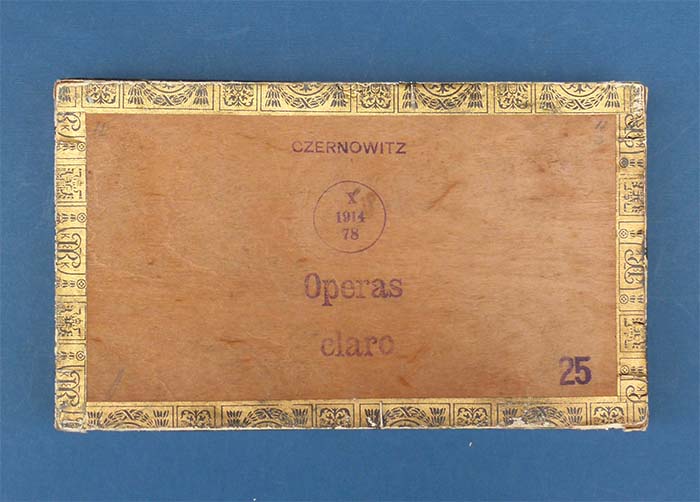 CZERNOWITZ
X
1914
78
Operas
claro
25